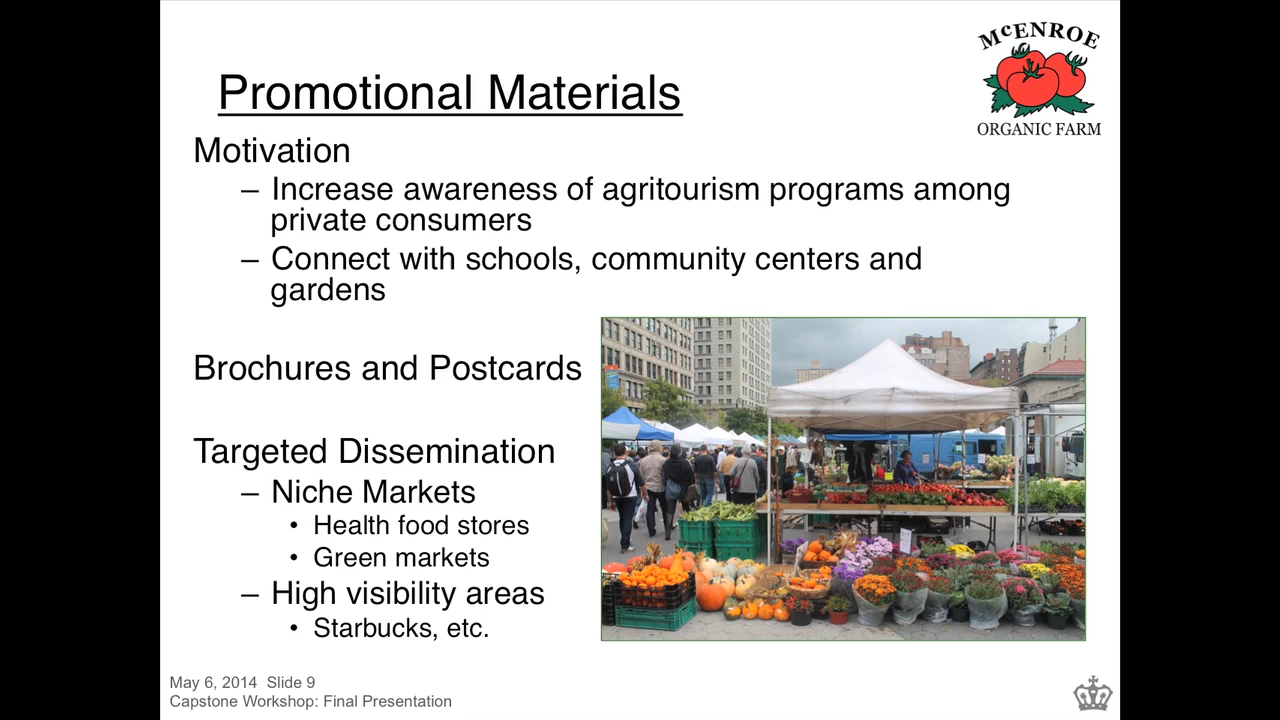 McENROE
ORGANIC FARM
Promotional Materials
Motivation
– Increase awareness of agritourism programs among
private consumers
– Connect with schools, community centers and
gardens
Brochures and Postcards
Targeted Dissemination
– Niche Markets
• Health food stores
• Green markets
– High visibility areas
• Starbucks, etc.
May 6, 2014 Slide 9
Capstone Workshop: Final Presentation